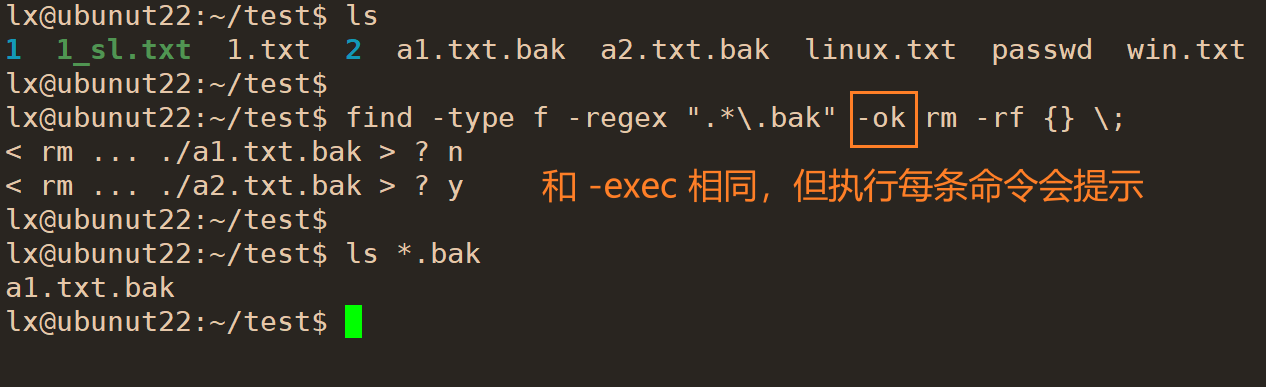 lx@ubunut22:~/test$ ls
1  1_sl.txt  1.txt  2  a1.txt.bak  a2.txt.bak  linux.txt  passwd  win.txt
lx@ubunut22:~/test$
lx@ubunut22:~/test$ find -type f -regex ".*\.bak" -ok rm -rf {} \;
< rm ... ./a1.txt.bak > ? n
< rm ... ./a2.txt.bak > ? y
和 -exec 相同，但执行每条命令会提示
lx@ubunut22:~/test$
lx@ubunut22:~/test$ ls *.bak
a1.txt.bak
lx@ubunut22:~/test$